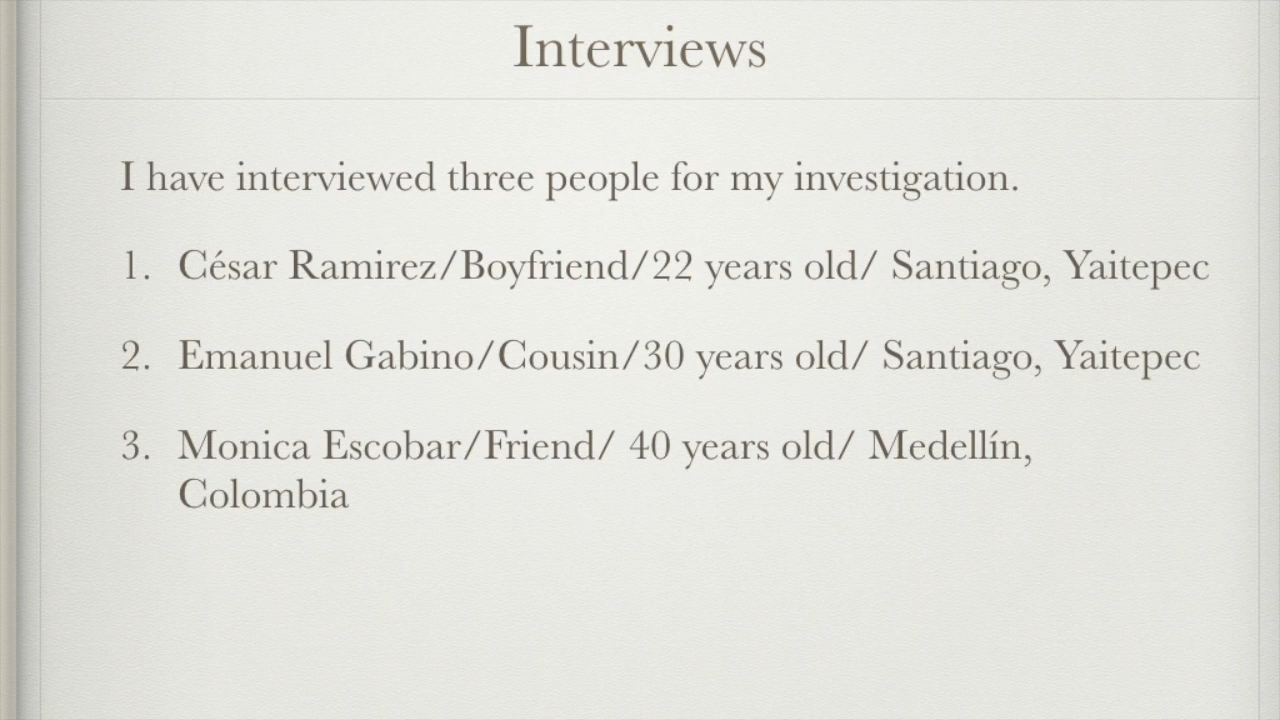 Interviews
I have interviewed three people for my investigation.
1. César Ramirez/Boyfriend/22 years old/ Santiago, Yaitepec
2. Emanuel Gabino/Cousin/30 years old/ Santiago, Yaitepec
3. Monica Escobar/Friend/ 40 years old/ Medellín,
Colombia